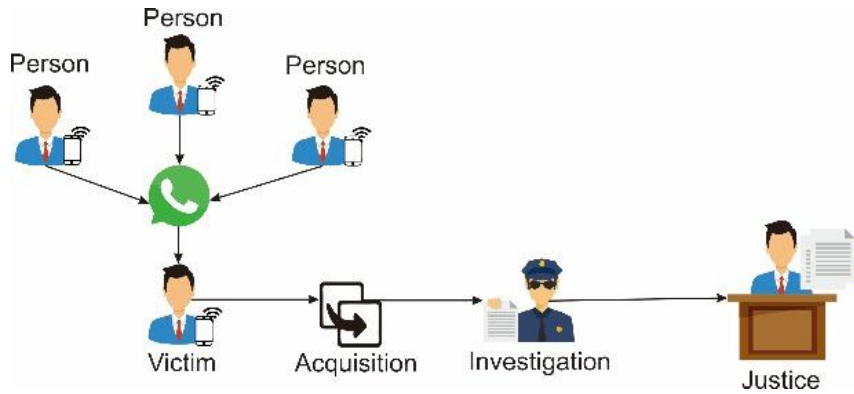 Person
Person
Person
Victim
Acquisition
Investigation
Justice